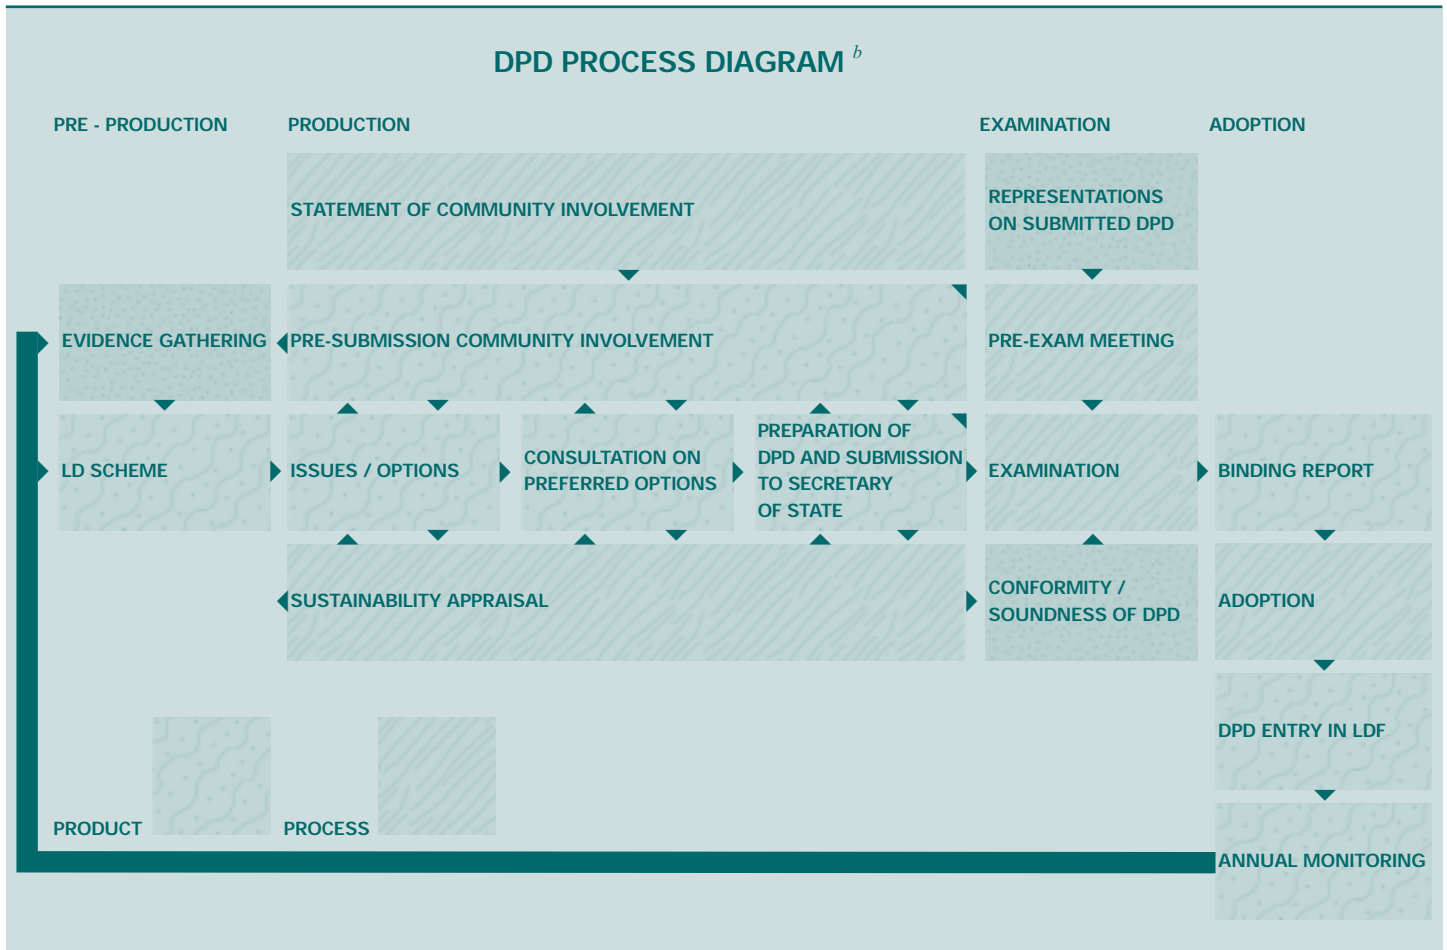 DPD PROCESS DIAGRAM b
PRE - PRODUCTION
PRODUCTION
EXAMINATION
ADOPTION
STATEMENT OF COMMUNITY INVOLVEMENT
REPRESENTATIONS
ON SUBMITTED DPD
EVIDENCE GATHERING
PRE-SUBMISSION COMMUNITY INVOLVEMENT
PRE-EXAM MEETING
LD SCHEME
ISSUES / OPTIONS
CONSULTATION ON
PREFERRED OPTIONS
PREPARATION OF
DPD AND SUBMISSION
TO SECRETARY
OF STATE
EXAMINATION
BINDING REPORT
SUSTAINABILITY APPRAISAL
CONFORMITY /
SOUNDNESS OF DPD
ADOPTION
DPD ENTRY IN LDF
PRODUCT
PROCESS
ANNUAL MONITORING